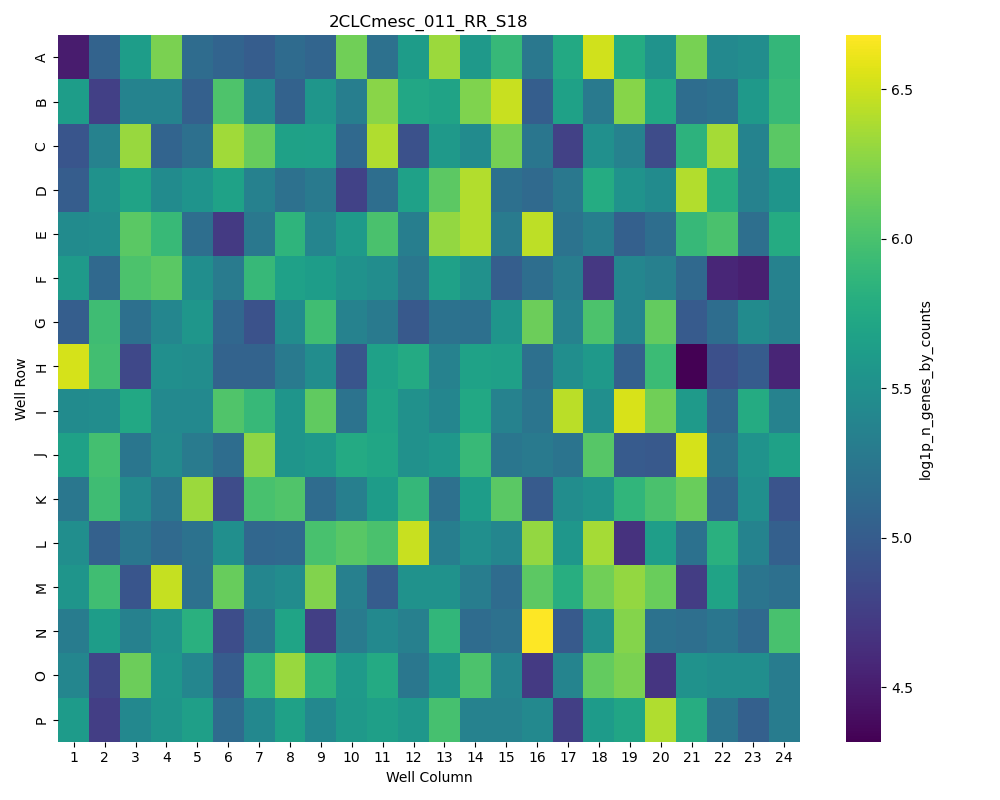 2CLCmesc_011_RR_S18
A
B
C
D
E
F
G
H
I
J
K
L
M
N
O
P
Well Row
1 2 3 4 5 6 7 8 9 10 11 12 13 14 15 16 17 18 19 20 21 22 23 24
Well Column
6.5
6.0
5.5
5.0
4.5
log1p_n_genes_by_counts